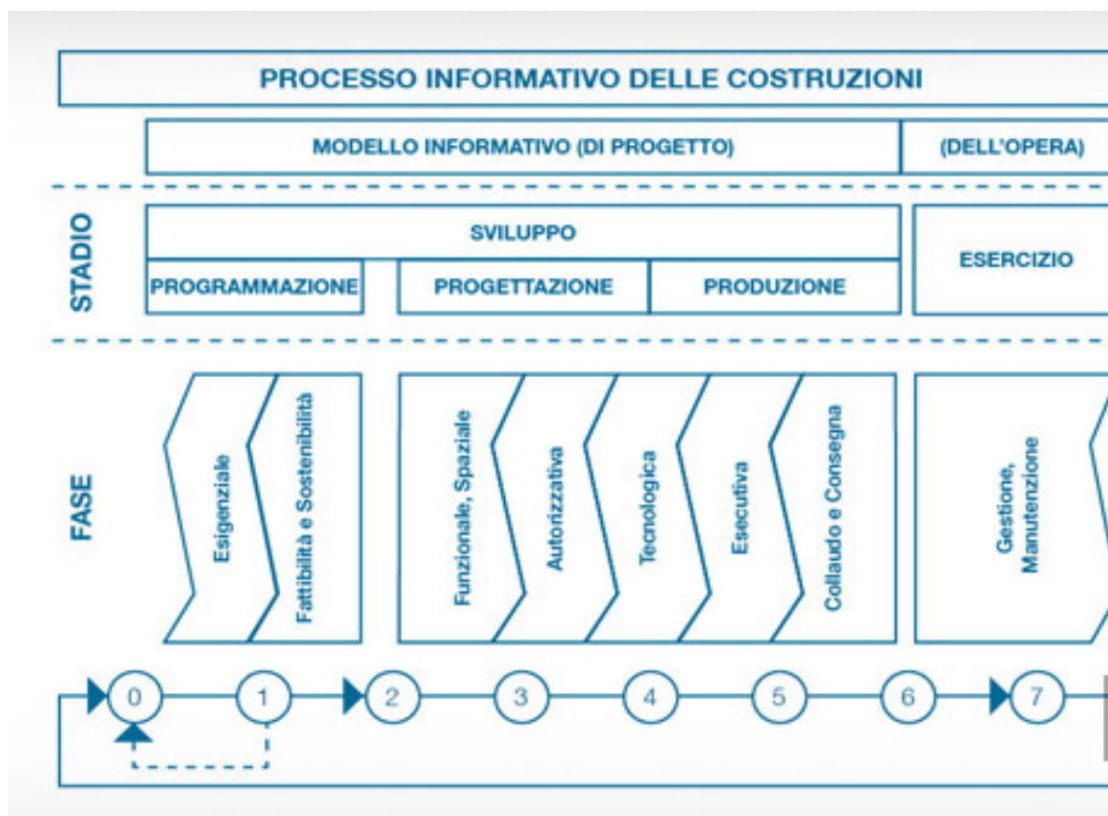 PROCESSO INFORMATIVO DELLE COSTRUZIONI
MODELLO INFORMATIVO (DI PROGETTO)
(DELL'OPERA)
STADIO
SVILUPPO
ESERCIZIO
PROGRAMMAZIONE
PROGETTAZIONE
PRODUZIONE
FASE
Esigenziale
Fattibilità e Sostenibilità
Funzionale, Spaziale
Autorizzativa
Tecnologica
Esecutiva
Collaudo e Consegna
Gestione,
Manutenzione
0
1
2
3
4
5
6
7